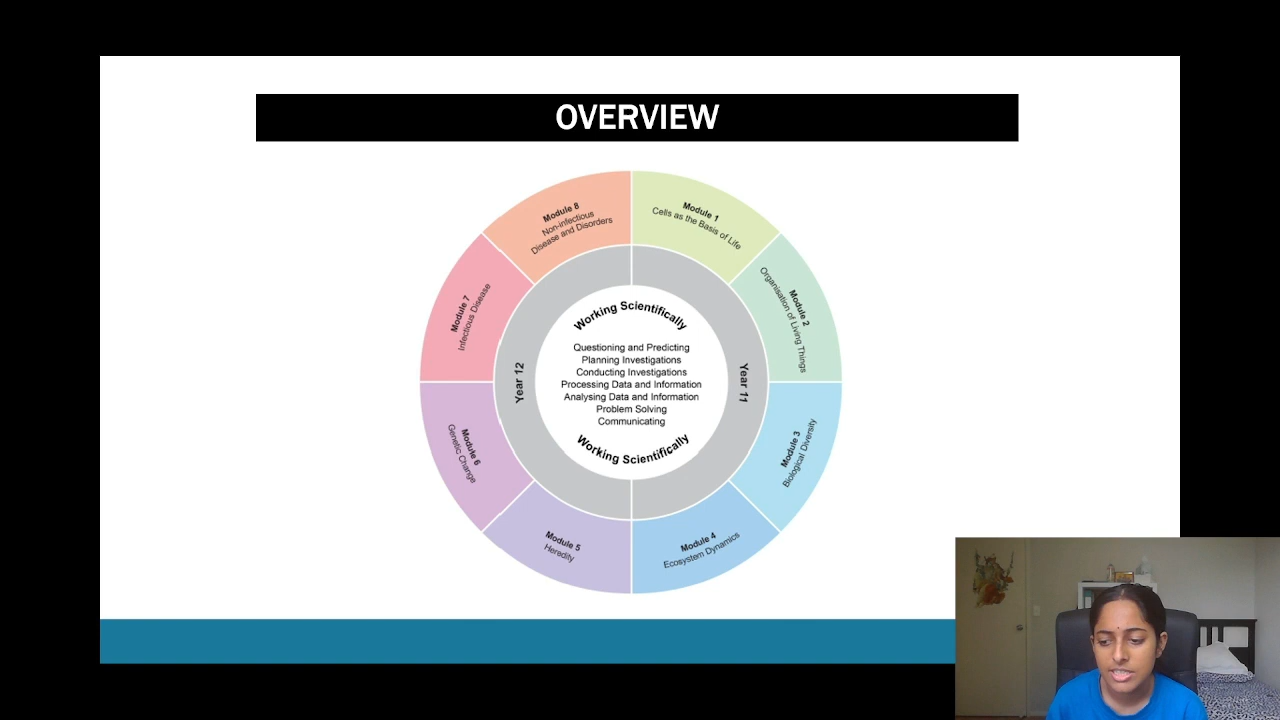 OVERVIEW
Module 1
Cells as the Basis of Life
Module 2
Organisation of Living Things
Module 3
Biological Diversity
Module 4
Ecosystem Dynamics
Module 5
Heredity
Module 6
Genetic Change
Module 7
Infectious Disease
Module 8
Non-infectious
Disease and Disorders
Year 11
Year 12
Working Scientifically
Questioning and Predicting
Planning Investigations
Conducting Investigations
Processing Data and Information
Analysing Data and Information
Problem Solving
Communicating
Working Scientifically